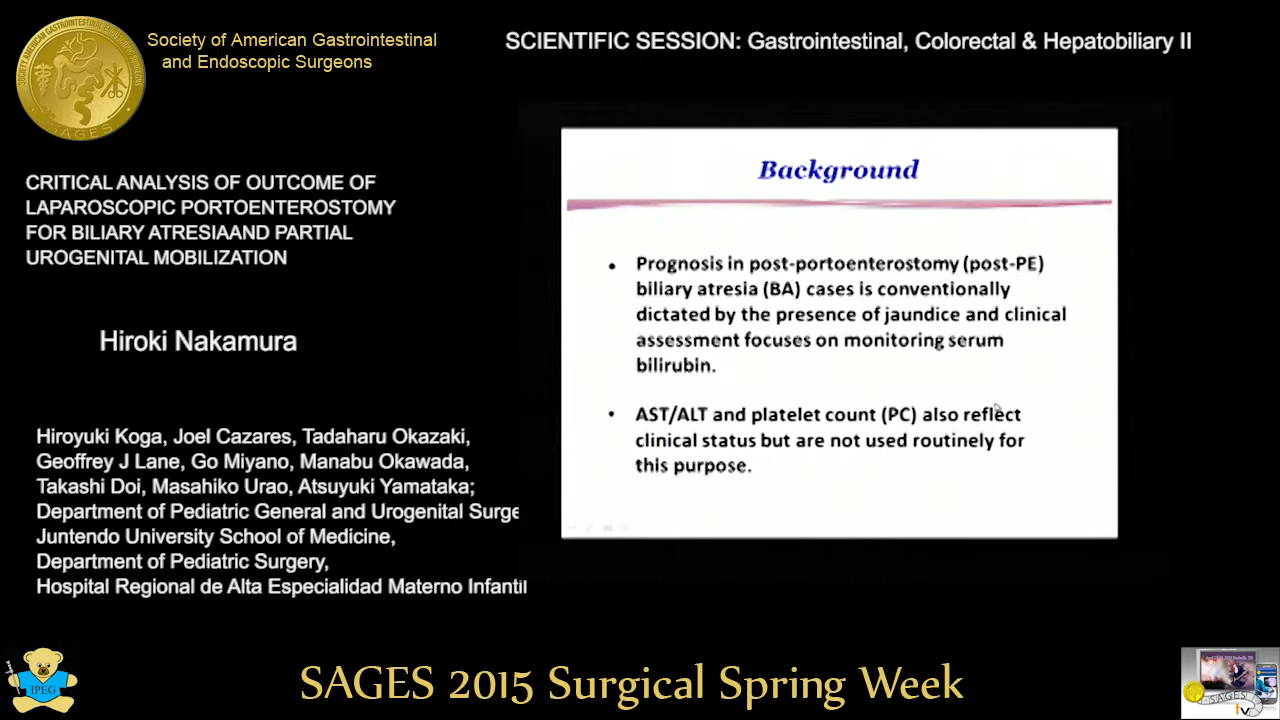 Society of American Gastrointestinal
and Endoscopic Surgeons
SCIENTIFIC SESSION: Gastrointestinal, Colorectal & Hepatobiliary II
CRITICAL ANALYSIS OF OUTCOME OF
LAPAROSCOPIC PORTOENTEROSTOMY
FOR BILIARY ATRESIAAND PARTIAL
UROGENITAL MOBILIZATION
Hiroki Nakamura
Hiroyuki Koga, Joel Cazares, Tadaharu Okazaki,
Geoffrey J Lane, Go Miyano, Manabu Okawada,
Takashi Doi, Masahiko Urao, Atsuyuki Yamataka;
Department of Pediatric General and Urogenital Surge
Juntendo University School of Medicine,
Department of Pediatric Surgery,
Hospital Regional de Alta Especialidad Materno Infantil
Background
• Prognosis in post-portoenterostomy (post-PE)
biliary atresia (BA) cases is conventionally
dictated by the presence of jaundice and clinical
assessment focuses on monitoring serum
bilirubin.
• AST/ALT and platelet count (PC) also reflect
clinical status but are not used routinely for
this purpose.
SAGES
IPEG
SAGES 2015 Surgical Spring Week
SAGES
tv